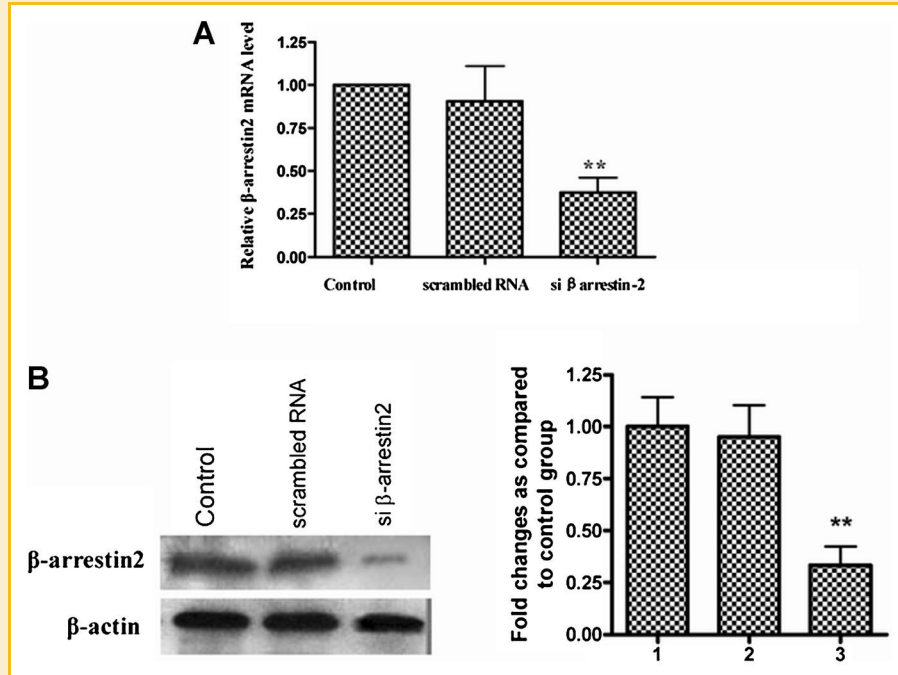 A
Relative β-arrestin2 mRNA level
1.25
1.00
0.75
0.50
0.25
0.00
**
Control
scrambled RNA
si β arrestin-2
B
Control
scrambled RNA
si β-arrestin2
β-arrestin2
β-actin
Fold changes as compared
to control group
1.25
1.00
0.75
0.50
0.25
0.00
**
1
2
3